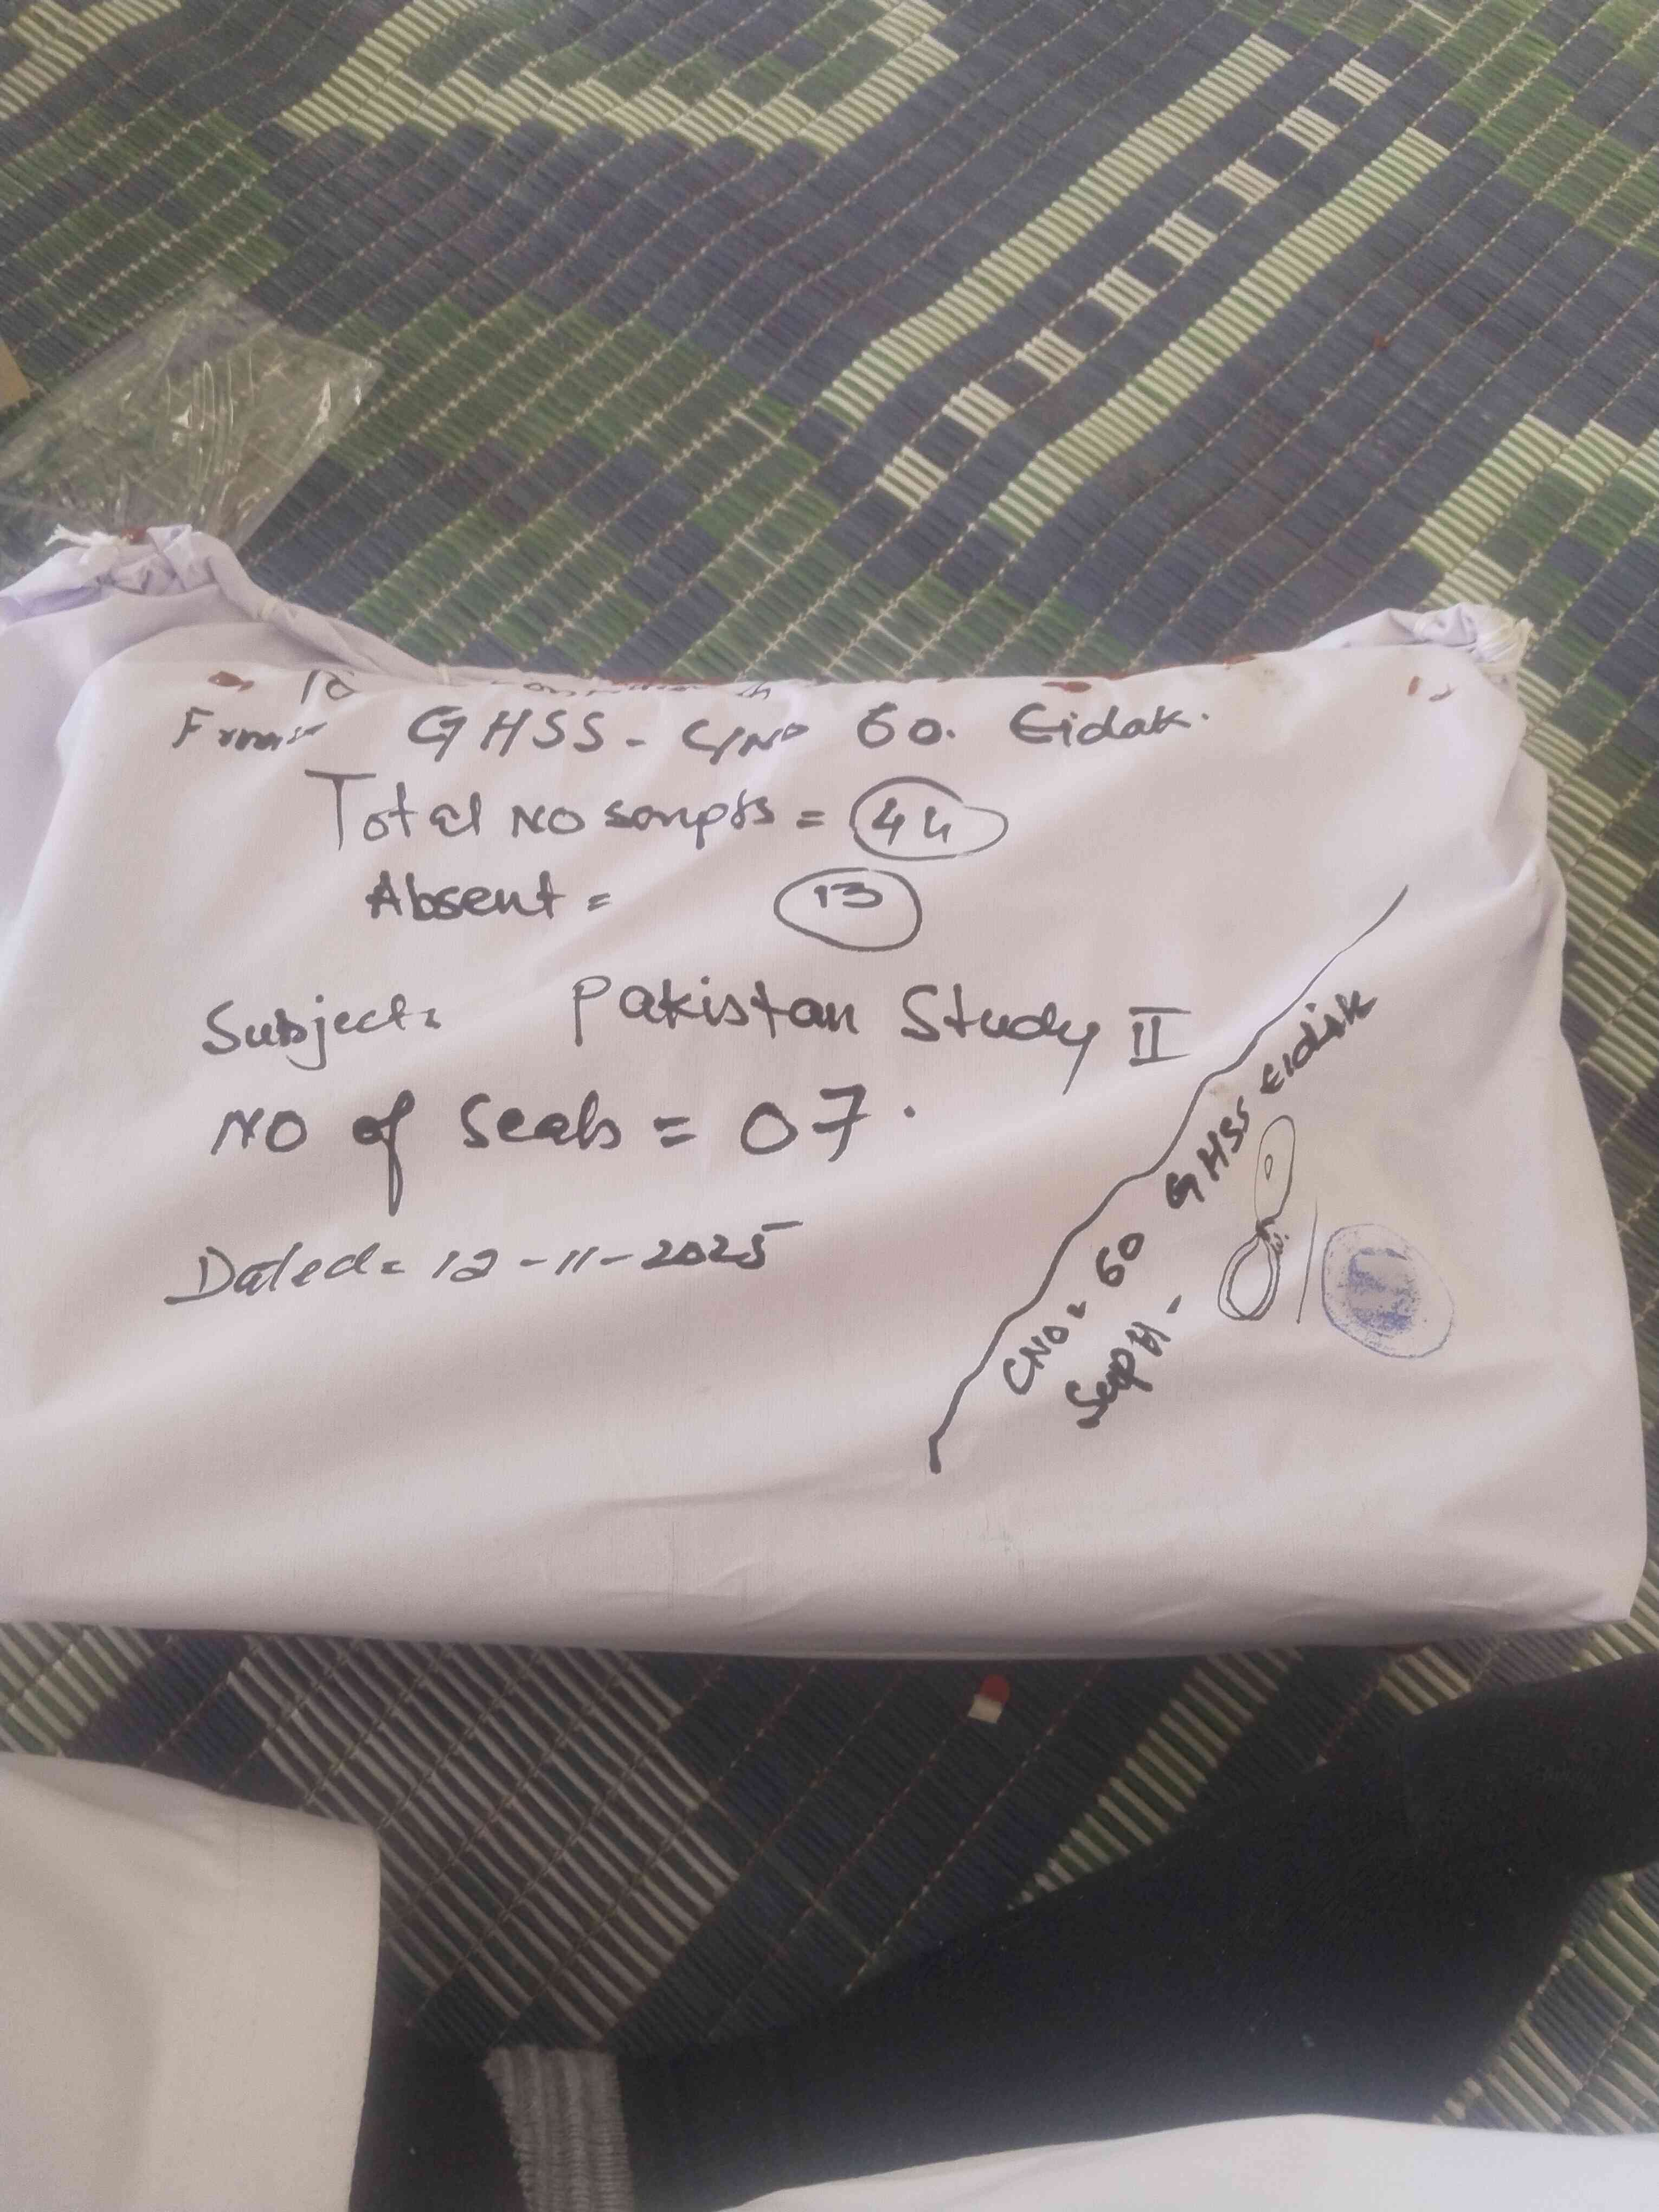 From GHSS - C/No 60. Eidak.
Total No scripts = 44
Absent = 13
Subject: Pakistan Study II
NO of Seals = 07.
Dated= 12-11-2025
CNO- 60 GHSS Eidak
Supdt-